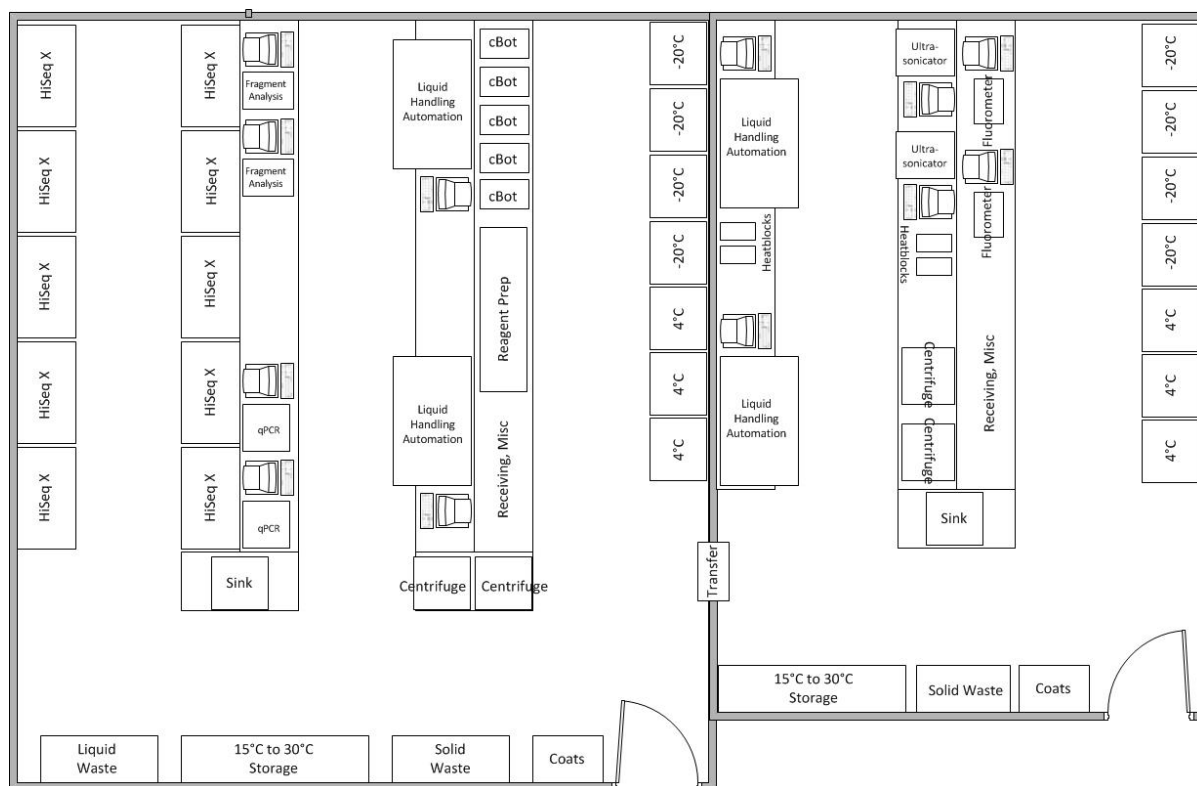 HiSeq X
HiSeq X
HiSeq X
HiSeq X
HiSeq X
HiSeq X
HiSeq X
HiSeq X
HiSeq X
HiSeq X
Fragment
Analysis
Fragment
Analysis
qPCR
qPCR
Sink
Liquid
Handling
Automation
Liquid
Handling
Automation
cBot
cBot
cBot
cBot
cBot
Reagent Prep
Receiving, Misc
Centrifuge
Centrifuge
-20°C
-20°C
-20°C
-20°C
4°C
4°C
4°C
Liquid
Waste
15°C to 30°C
Storage
Solid
Waste
Coats
Transfer
Liquid
Handling
Automation
Heatblocks
Liquid
Handling
Automation
Ultra-
sonicator
Ultra-
sonicator
Heatblocks
Centrifuge
Centrifuge
Fluorometer
Fluorometer
Receiving, Misc
Sink
-20°C
-20°C
-20°C
-20°C
4°C
4°C
4°C
15°C to 30°C
Storage
Solid Waste
Coats